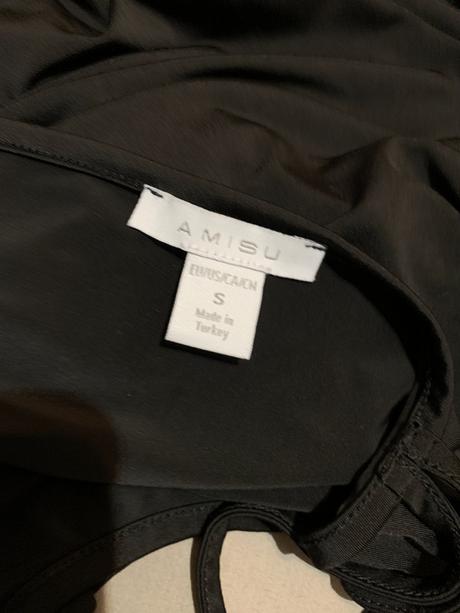 AMISU
EU/US/CA/CN
S
Made in
Turkey